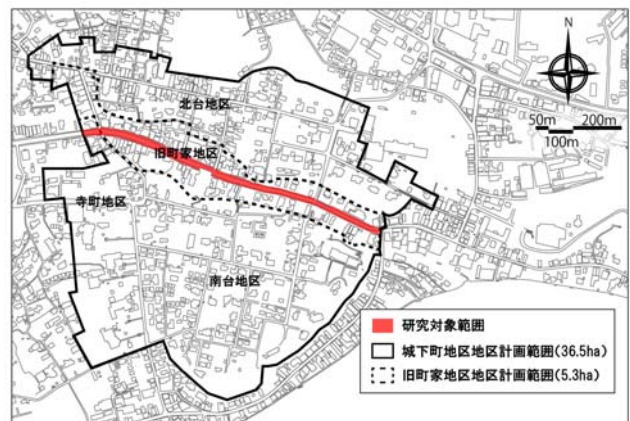 N
50m 200m
100m
北台地区
旧町家地区
寺町地区
南台地区
研究対象範囲
城下町地区地区計画範囲(36.5ha)
旧町家地区地区計画範囲(5.3ha)